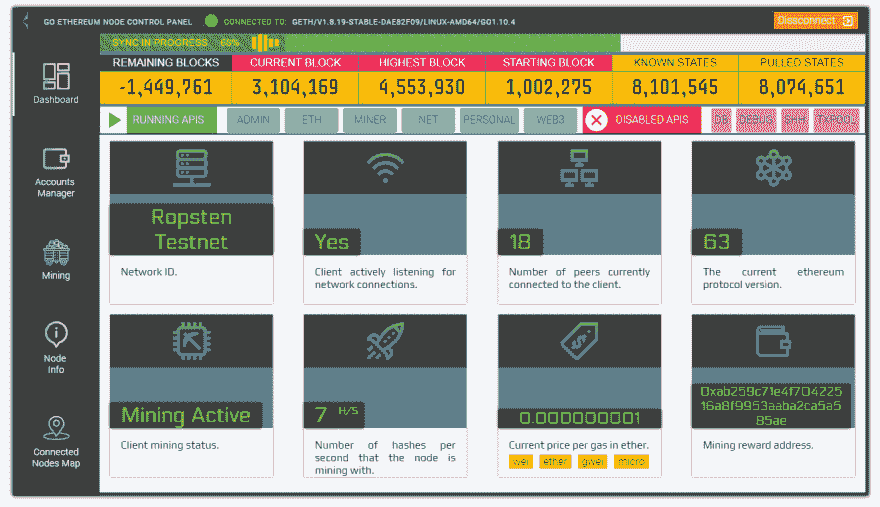 GO ETHEREUM NODE CONTROL PANEL
CONNECTED TO: GETH/V1.8.19-STABLE-DAE82F09/LINUX-AMD64/GO1.10.4
Disconnect
SYNC IN PROGRESS
REMAINING BLOCKS
CURRENT BLOCK
HIGHEST BLOCK
STARTING BLOCK
KNOWN STATES
PULLED STATES
-1,449,761
3,104,169
4,553,930
1,002,275
8,101,545
8,074,651
RUNNING APIS
ADMIN
ETH
MINER
NET
PERSONAL
WEB3
DISABLED APIS
DB
DEBUG
SHH
TXPOOL
Dashboard
Accounts
Manager
Mining
Node
Info
Connected
Nodes Map
Ropsten
Testnet
Network ID.
Yes
Client actively listening for
network connections.
18
Number of peers currently
connected to the client.
63
The current ethereum
protocol version.
Mining Active
Client mining status.
7 H/S
Number of hashes per
second that the node is
mining with.
0.000000001
Current price per gas in ether.
wei
ether
gwei
micro
0xab259c71e4f704225
16a8f9953aaba2ca5a5
85ae
Mining reward address.